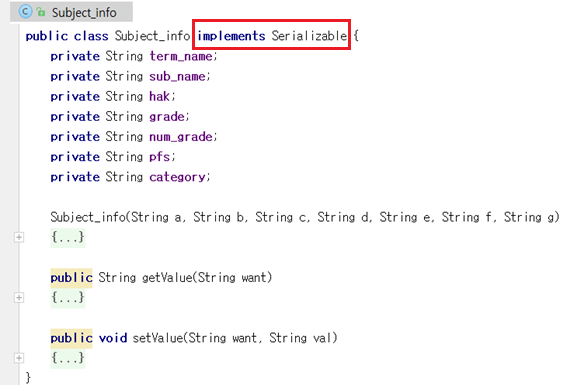 Subject_info
public class Subject_info implements Serializable {
private String term_name;
private String sub_name;
private String hak;
private String grade;
private String num_grade;
private String pfs;
private String category;
Subject_info(String a, String b, String c, String d, String e, String f, String g)
{...}
public String getValue(String want)
{...}
public void setValue(String want, String val)
{...}
}